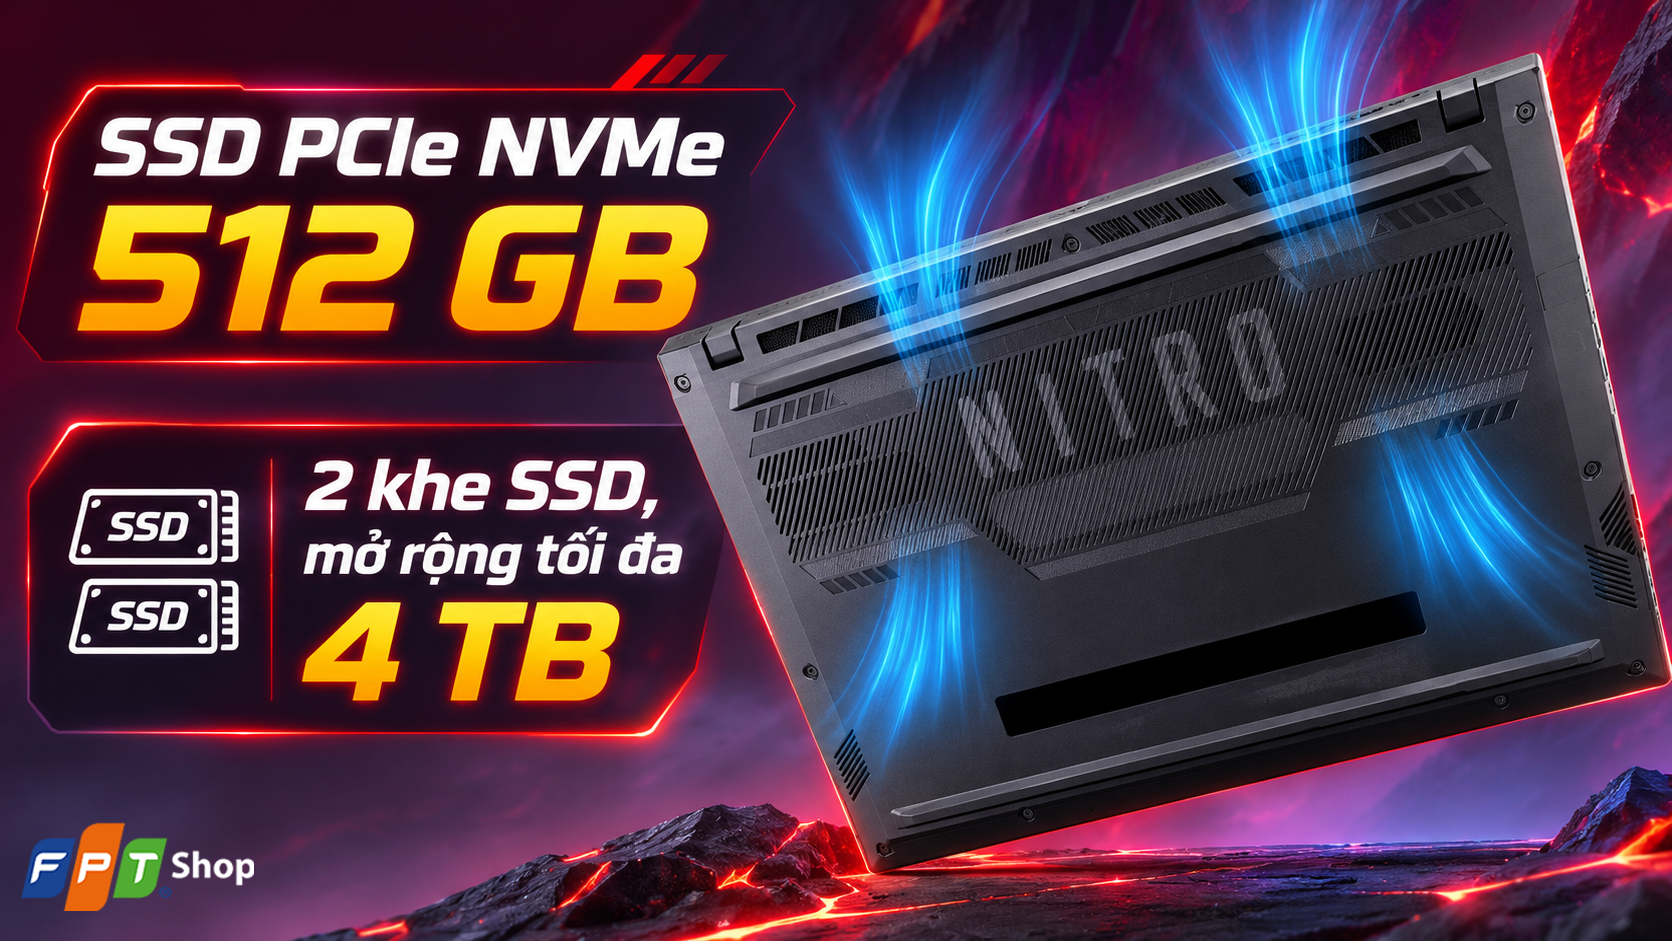 SSD PCIe NVMe
512 GB
SSD
SSD
2 khe SSD,
mở rộng tối đa
4 TB
NITRO
FPT Shop